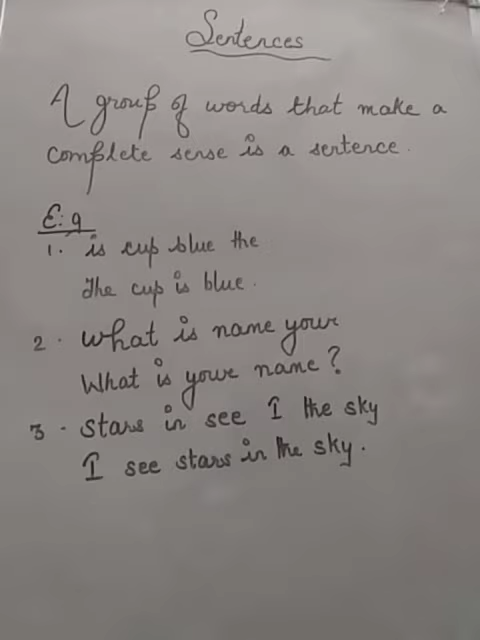 Sentences
A group of words that make a
complete sense is a sentence.
E.g
1. is cup blue the
The cup is blue.
2. What is name your
What is your name?
3. stars in see I the sky
I see stars in the sky.